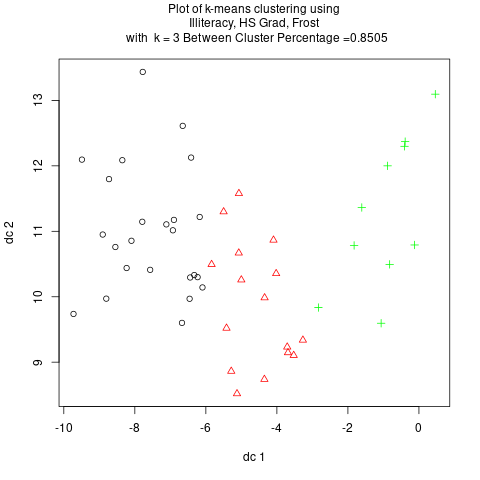 Plot of k-means clustering using
Illiteracy, HS Grad, Frost
with k = 3 Between Cluster Percentage =0.8505
13
12
dc 2
11
10
9
-10
-8
-6
-4
-2
0
dc 1